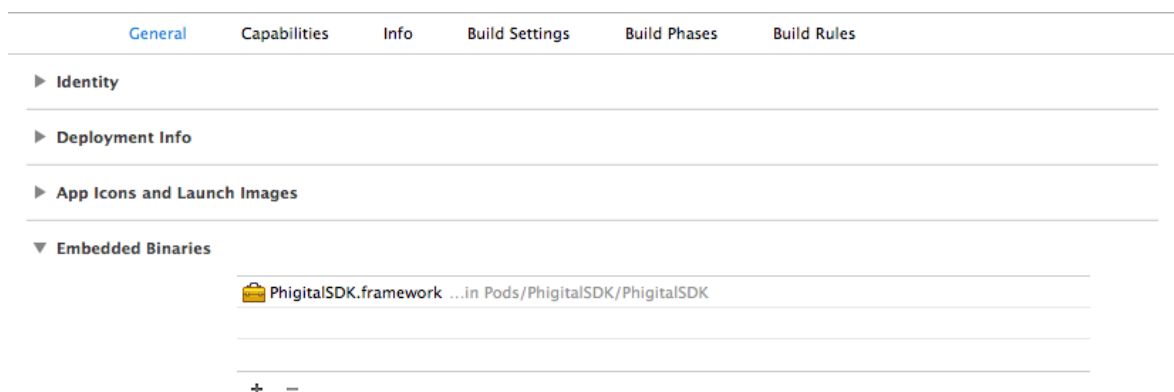 General Capabilities Info Build Settings Build Phases Build Rules
Identity
Deployment Info
App Icons and Launch Images
Embedded Binaries
PhigitalSDK.framework ...in Pods/PhigitalSDK/PhigitalSDK